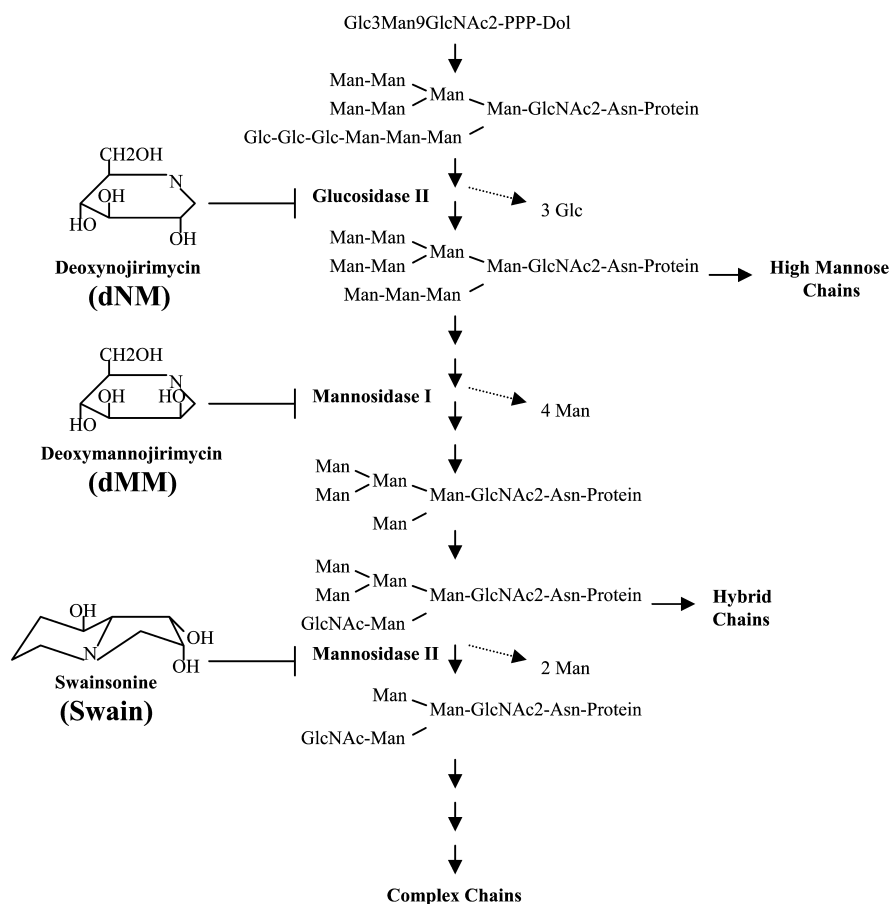 Glc3Man9GlcNAc2-PPP-Dol
Man-Man
Man
Man-Man
Man-GlcNAc2-Asn-Protein
Glc-Glc-Glc-Man-Man-Man
CH2OH
N
OH
HO
OH
Deoxynojirimycin
(dNM)
Glucosidase II
3 Glc
Man-Man
Man
Man-Man
Man-GlcNAc2-Asn-Protein
Man-Man-Man
High Mannose
Chains
CH2OH
N
OH
HO
HO
Deoxymannojirimycin
(dMM)
Mannosidase I
4 Man
Man
Man
Man
Man-GlcNAc2-Asn-Protein
Man
Man
Man
Man
Man-GlcNAc2-Asn-Protein
GlcNAc-Man
Hybrid
Chains
OH
N
OH
OH
Swainsonine
(Swain)
Mannosidase II
2 Man
Man
Man-GlcNAc2-Asn-Protein
GlcNAc-Man
Complex Chains